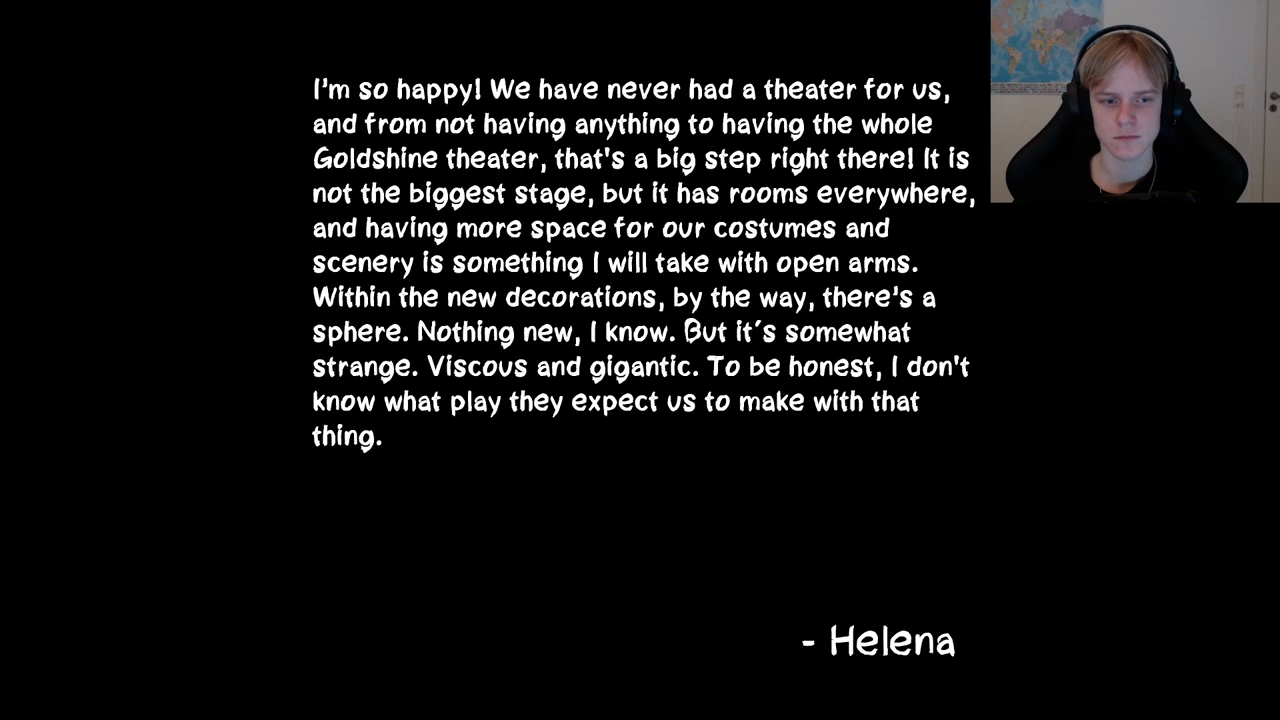 I'm so happy! We have never had a theater for us,
and from not having anything to having the whole
Goldshine theater, that's a big step right there! It is
not the biggest stage, but it has rooms everywhere,
and having more space for our costumes and
scenery is something I will take with open arms.
Within the new decorations, by the way, there's a
sphere. Nothing new, I know. But it´s somewhat
strange. Viscous and gigantic. To be honest, I don't
know what play they expect us to make with that
thing.
- Helena